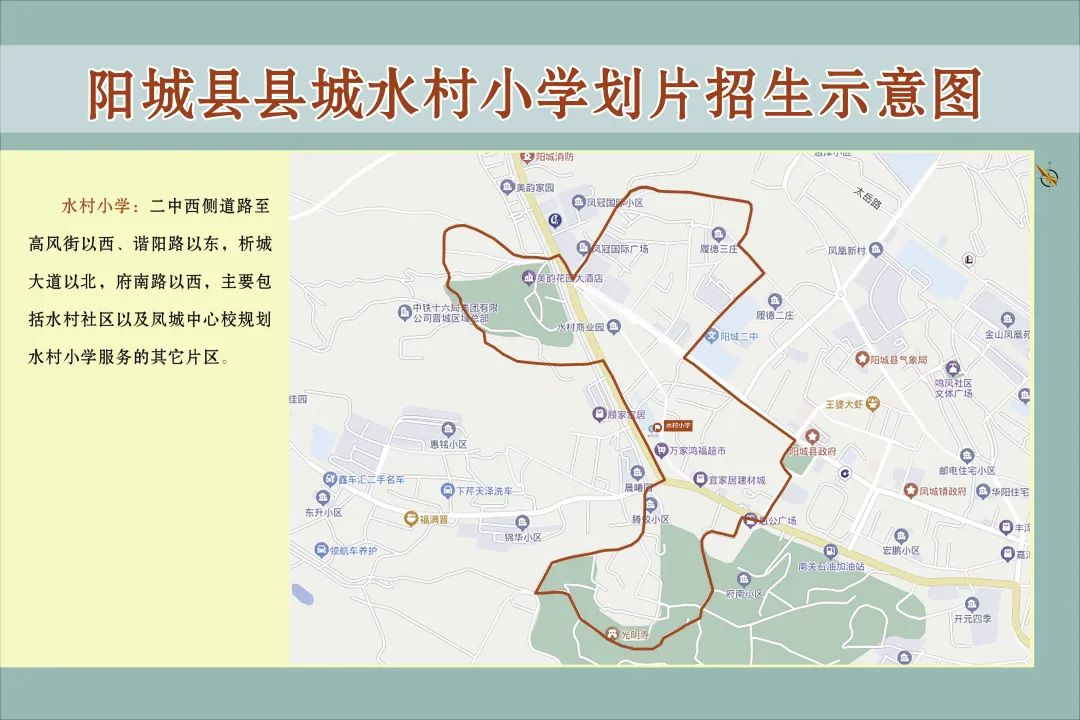 阳城县县城水村小学划片招生示意图
水村小学：二中西侧道路至
高风街以西、谐阳路以东，析城
大道以北，府南路以西，主要包
括水村社区以及凤城中心校规划
水村小学服务的其它片区。
阳城消防
美韵家园
凤冠国际小区
太岳路
凤冠国际广场
履德三庄
凤凰新村
美韵花园大酒店
中铁十六局集团有限
公司晋城区域总部
水村商业园
履德二庄
阳城二中
金山凤凰苑
阳城县气象局
鸣凤社区
文体广场
佳园
王婆大虾
顾家家居
水村小学
惠铭小区
万家鸿福超市
阳城县政府
鑫车汇二手名车
晨曦园
宜家居建材城
邮电住宅小区
下芹天泽洗车
凤城镇政府
华阳住宅
东升小区
福满晋
腾蛟小区
锦华小区
领航车养护
宏鹏小区
南关石油加油站
府南小区
开元四季
光明寺